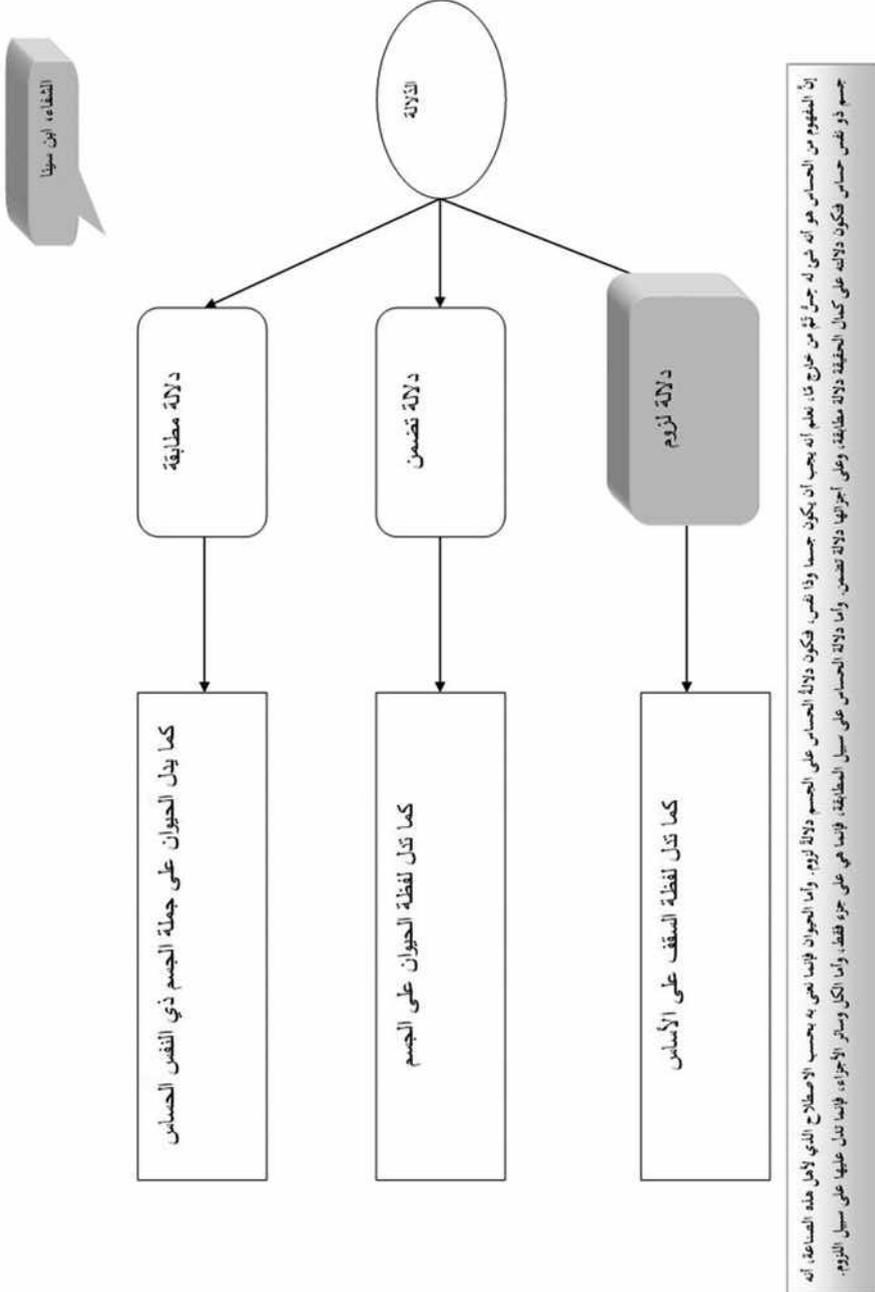 الشفاء، ابن سينا
الدّلالة
دلالة مطابقة
دلالة تضمن
دلالة لزوم
كما يدل الحيوان على جملة الجسم ذي النفس الحساس
كما تدل لفظة الحيوان على الجسم
كما تدل لفظة السقف على الأساس
إنَّ المفهوم من الحساس هو أنه شئ له حسٌ ثمّ من خارج مّا، نعلم أنه يجب أن يكون جسما وذا نفس، فتكون دلالةُ الحساس على الجسم دلالةَ لزوم. وأما الحيوان فإنما نعنى به بحسب الاصطلاح الذي لأهل هذه الصناعة، أنه
جسم ذو نفس حساس فتكون دلالته على كمال الحقيقة دلالة مطابقة، وعلى أجزائها دلالة تضمن. وأما دلالة الحساس على سبيل المطابقة، فإنما هي على جزء فقط، وأما الكل وسائر الأجزاء، فإنما تدل عليها على سبيل اللزوم.